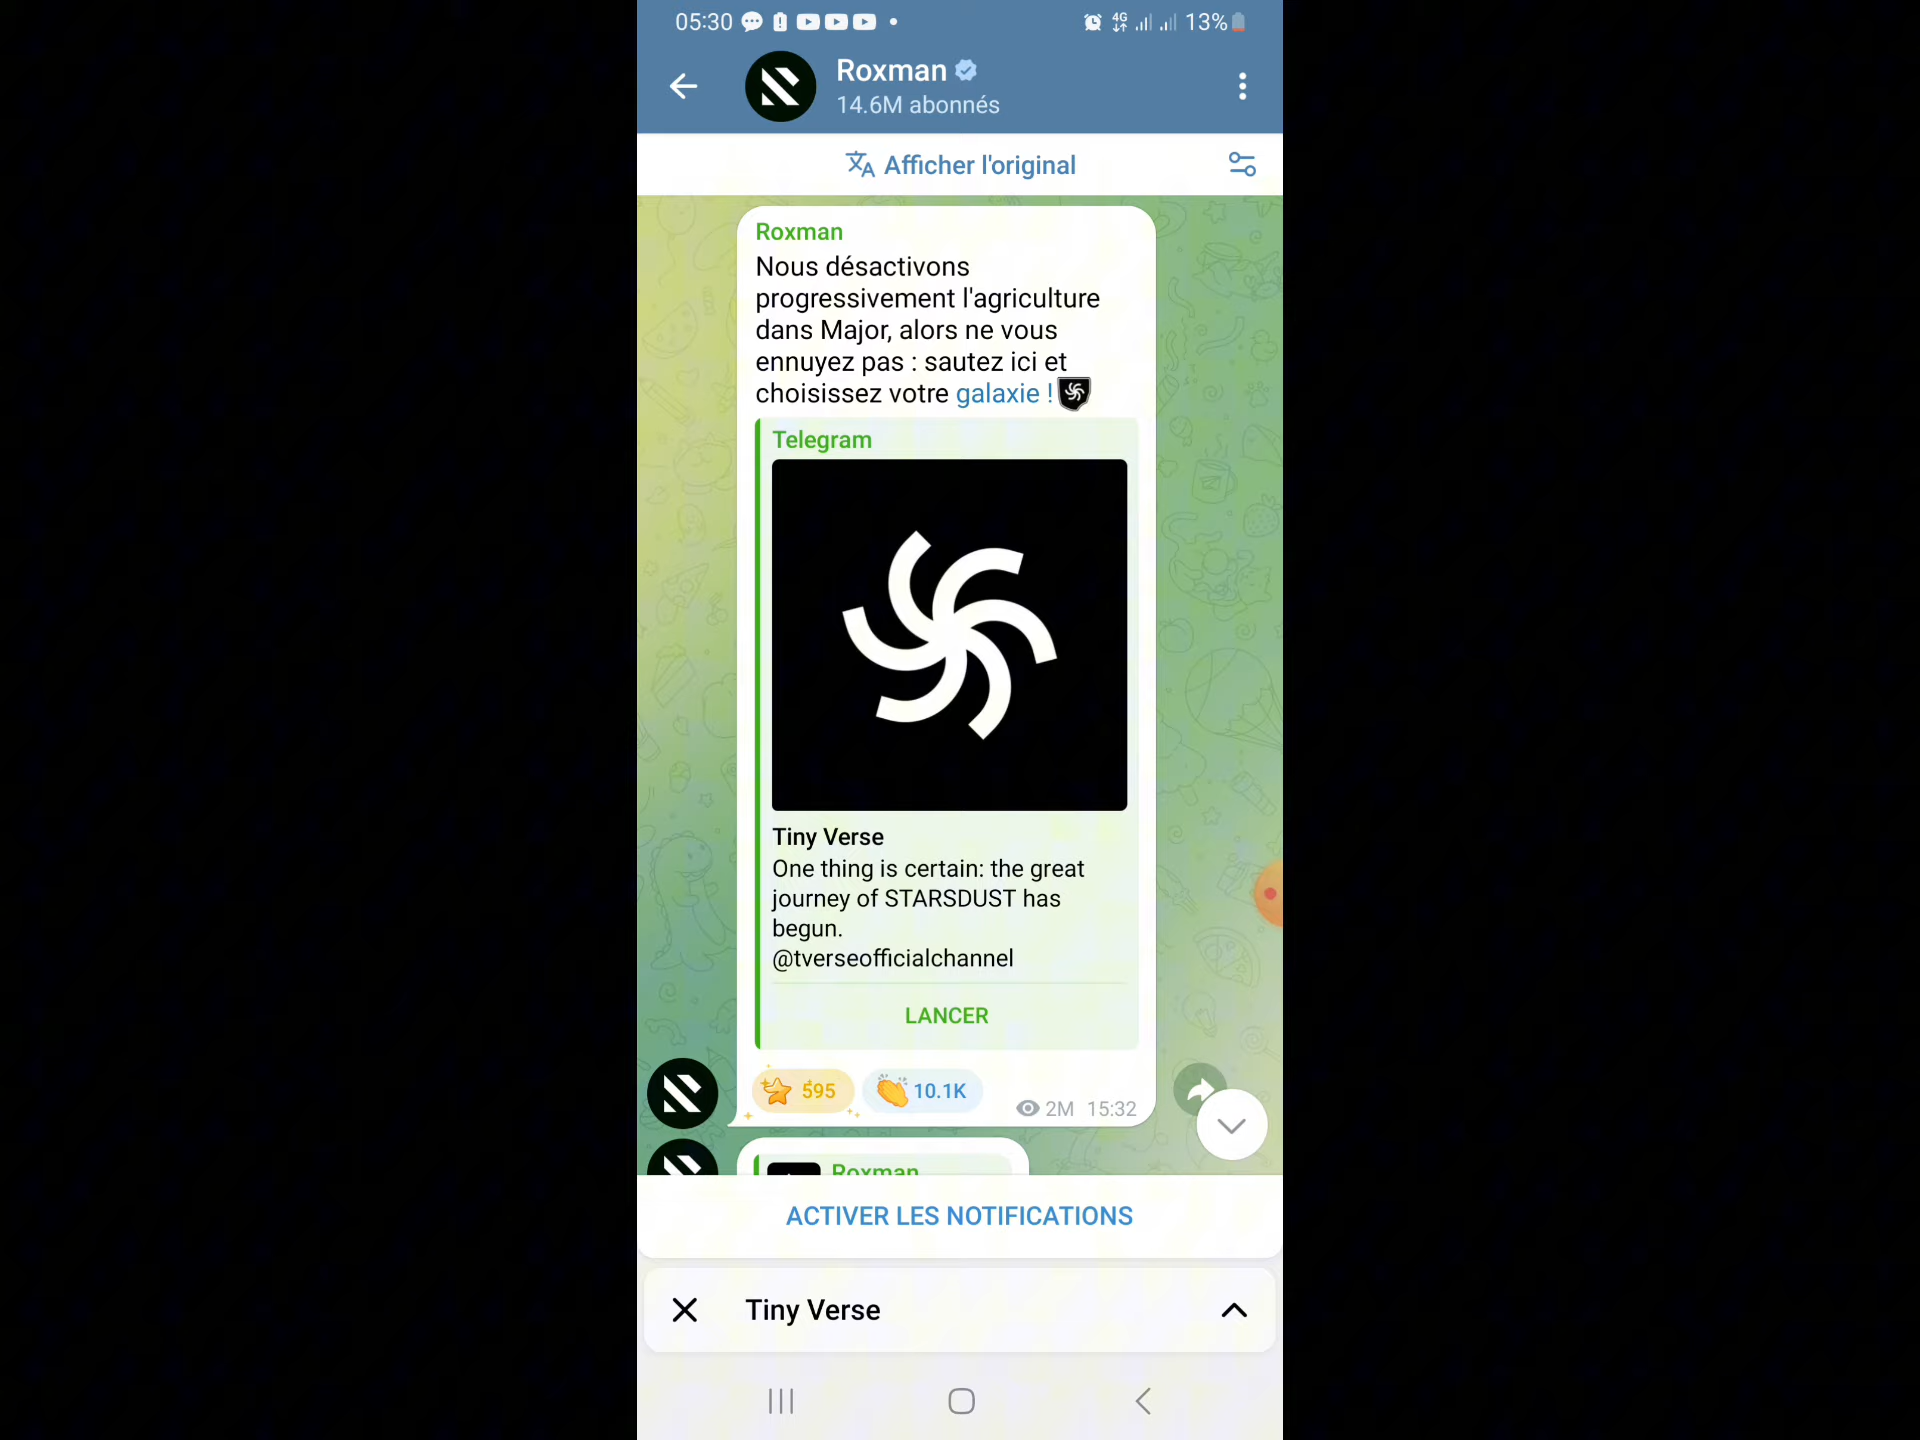 05:30
4G
13%
Roxman
14.6M abonnés
Afficher l'original
Roxman
Nous désactivons
progressivement l'agriculture
dans Major, alors ne vous
ennuyez pas : sautez ici et
choisissez votre galaxie !
Telegram
Tiny Verse
One thing is certain: the great
journey of STARSDUST has
begun.
@tverseofficialchannel
LANCER
595
10.1K
2M 15:32
Roxman
ACTIVER LES NOTIFICATIONS
Tiny Verse